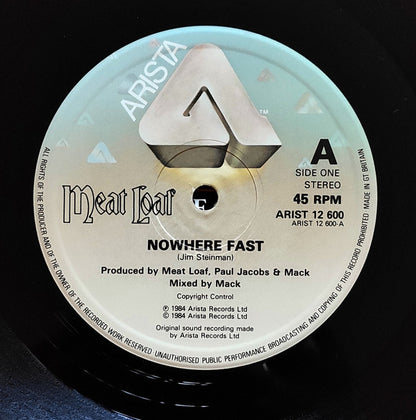 ARISTA
TM
A
SIDE ONE
STEREO
45 RPM
ARIST 12 600
ARIST 12 600-A
Meat Loaf
NOWHERE FAST
(Jim Steinman)
Produced by Meat Loaf, Paul Jacobs & Mack
Mixed by Mack
Copyright Control
℗ 1984 Arista Records Ltd
© 1984 Arista Records Ltd
Original sound recording made
by Arista Records Ltd
ALL RIGHTS OF THE PRODUCER AND OF THE OWNER OF THE RECORDED WORK RESERVED UNAUTHORISED PUBLIC PERFORMANCE BROADCASTING AND COPYING OF THIS RECORD PROHIBITED MADE IN GT BRITAIN